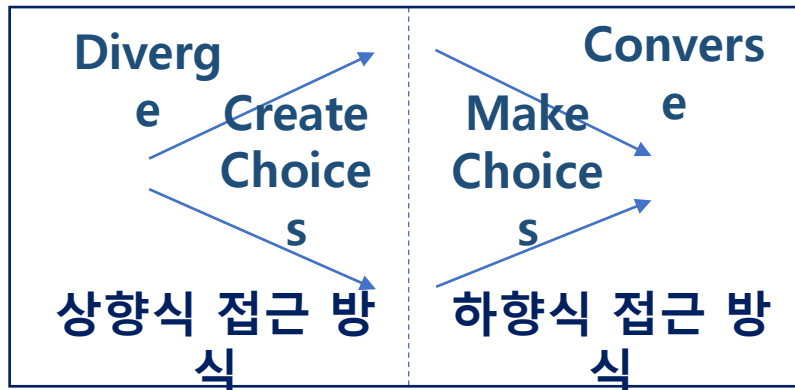 Diverg
e
Create
Choice
s
상향식 접근 방
식
Convers
e
Make
Choice
s
하향식 접근 방
식